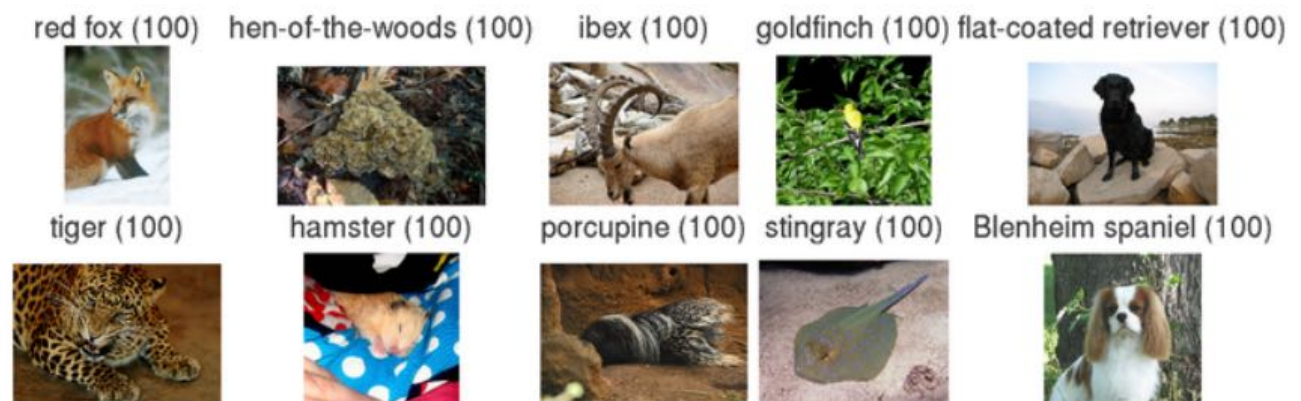 red fox (100) hen-of-the-woods (100) ibex (100) goldfinch (100) flat-coated retriever (100)
tiger (100) hamster (100) porcupine (100) stingray (100) Blenheim spaniel (100)